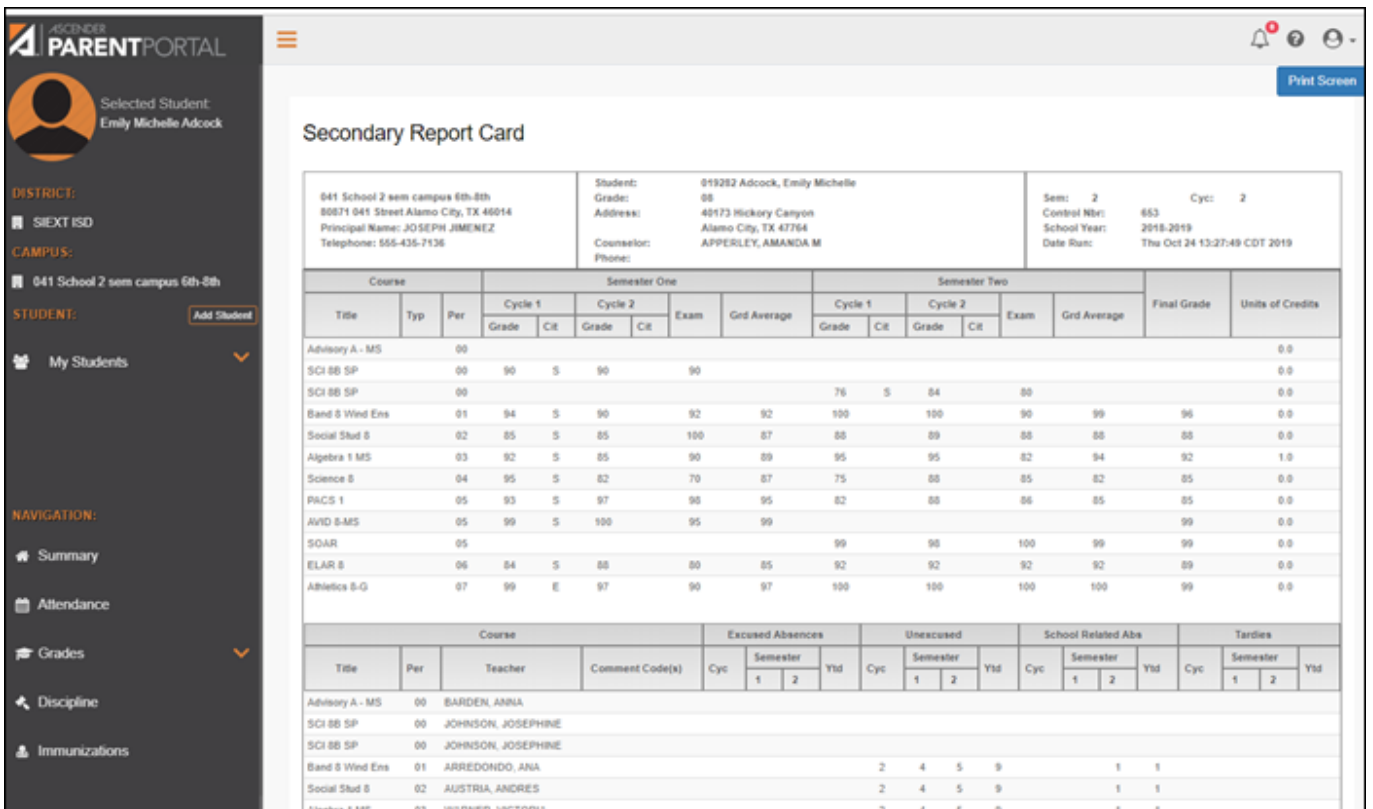 ASCENDER
PARENTPORTAL
Selected Student:
Emily Michelle Adcock
DISTRICT:
SIEXT ISD
CAMPUS:
041 School 2 sem campus 6th-8th
STUDENT: Add Student
My Students
NAVIGATION:
Summary
Attendance
Grades
Discipline
Immunizations
0
Print Screen
Secondary Report Card
041 School 2 sem campus 6th-8th
80871 041 Street Alamo City, TX 46014
Principal Name: JOSEPH JIMENEZ
Telephone: 555-435-7136
Student: 019282 Adcock, Emily Michelle
Grade: 08
Address: 40173 Hickory Canyon
Alamo City, TX 47764
Counselor: APPERLEY, AMANDA M
Phone:
Sem: 2 Cyc: 2
Control Nbr: 653
School Year: 2018-2019
Date Run: Thu Oct 24 13:27:49 CDT 2019
Course Semester One Semester Two Final Grade Units of Credits
Title Typ Per Cycle 1 Cycle 2 Exam Grd Average Cycle 1 Cycle 2 Exam Grd Average
Grade Cit Grade Cit Grade Cit Grade Cit
Advisory A - MS 00 0.0
SCI 8B SP 00 90 S 90 90 0.0
SCI 8B SP 00 76 S 84 80 0.0
Band 8 Wind Ens 01 94 S 90 92 92 100 100 90 99 96 0.0
Social Stud 8 02 85 S 85 100 87 88 89 88 88 88 0.0
Algebra 1 MS 03 92 S 85 90 89 95 95 82 94 92 1.0
Science 8 04 95 S 82 70 87 75 88 85 82 85 0.0
PACS 1 05 93 S 97 98 95 82 88 86 85 85 0.0
AVID 8-MS 05 99 S 100 95 99 99 0.0
SOAR 05 99 98 100 99 99 0.0
ELAR 8 06 84 S 88 80 85 92 92 92 92 89 0.0
Athletics 8-G 07 99 E 97 90 97 100 100 100 100 99 0.0
Course Excused Absences Unexcused School Related Abs Tardies
Title Per Teacher Comment Code(s) Cyc Semester Ytd Cyc Semester Ytd Cyc Semester Ytd Cyc Semester Ytd
1 2 1 2 1 2 1 2
Advisory A - MS 00 BARDEN, ANNA
SCI 8B SP 00 JOHNSON, JOSEPHINE
SCI 8B SP 00 JOHNSON, JOSEPHINE
Band 8 Wind Ens 01 ARREDONDO, ANA 2 4 5 9 1 1
Social Stud 8 02 AUSTRIA, ANDRES 2 4 5 9 1 1